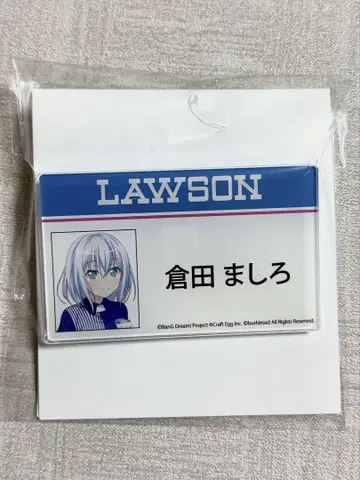 LAWSON
倉田 ましろ
©BanG Dream! Project ©Craft Egg Inc. ©bushiroad All Rights Reserved.